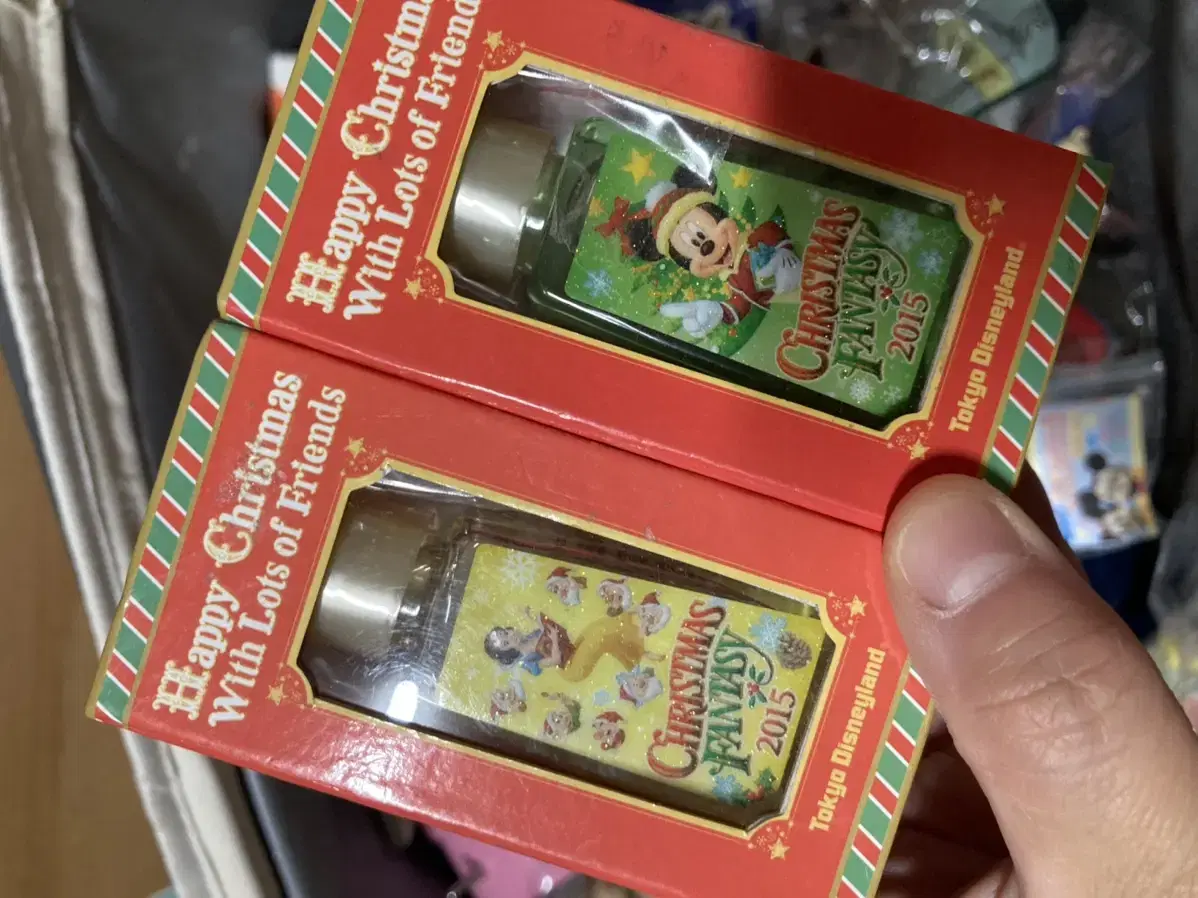 Happy Christmas
With Lots of Friends
CHRISTMAS
FANTASY
2015
Tokyo Disneyland
Happy Christmas
With Lots of Friends
CHRISTMAS
FANTASY
2015
Tokyo Disneyland